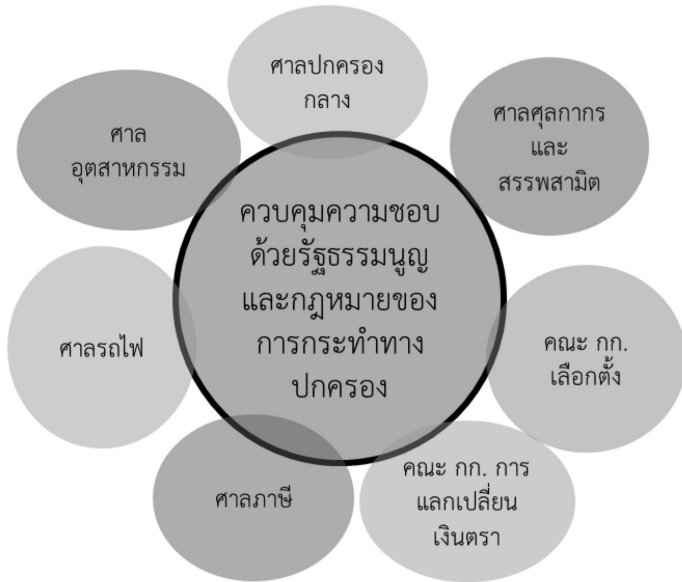 ศาลปกครอง
กลาง
ศาลศุลกากร
และ
สรรพสามิต
ศาล
อุตสาหกรรม
ควบคุมความชอบ
ด้วยรัฐธรรมนูญ
และกฎหมายของ
การกระทำทาง
ปกครอง
ศาลรถไฟ
คณะ กก.
เลือกตั้ง
ศาลภาษี
คณะ กก. การ
แลกเปลี่ยน
เงินตรา